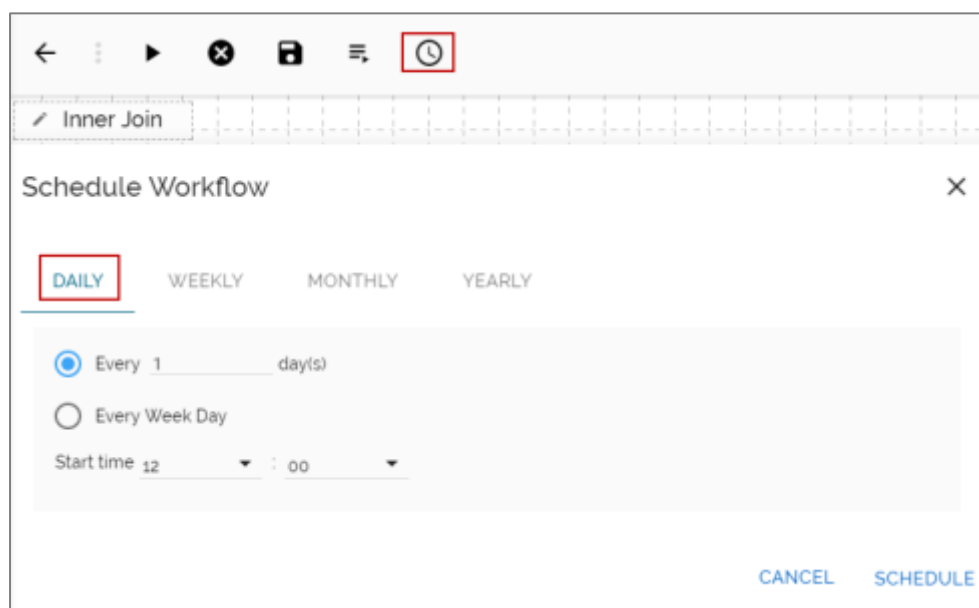 Inner Join
Schedule Workflow
DAILY WEEKLY MONTHLY YEARLY
Every 1 day(s)
Every Week Day
Start time 12 : 00
CANCEL SCHEDULE